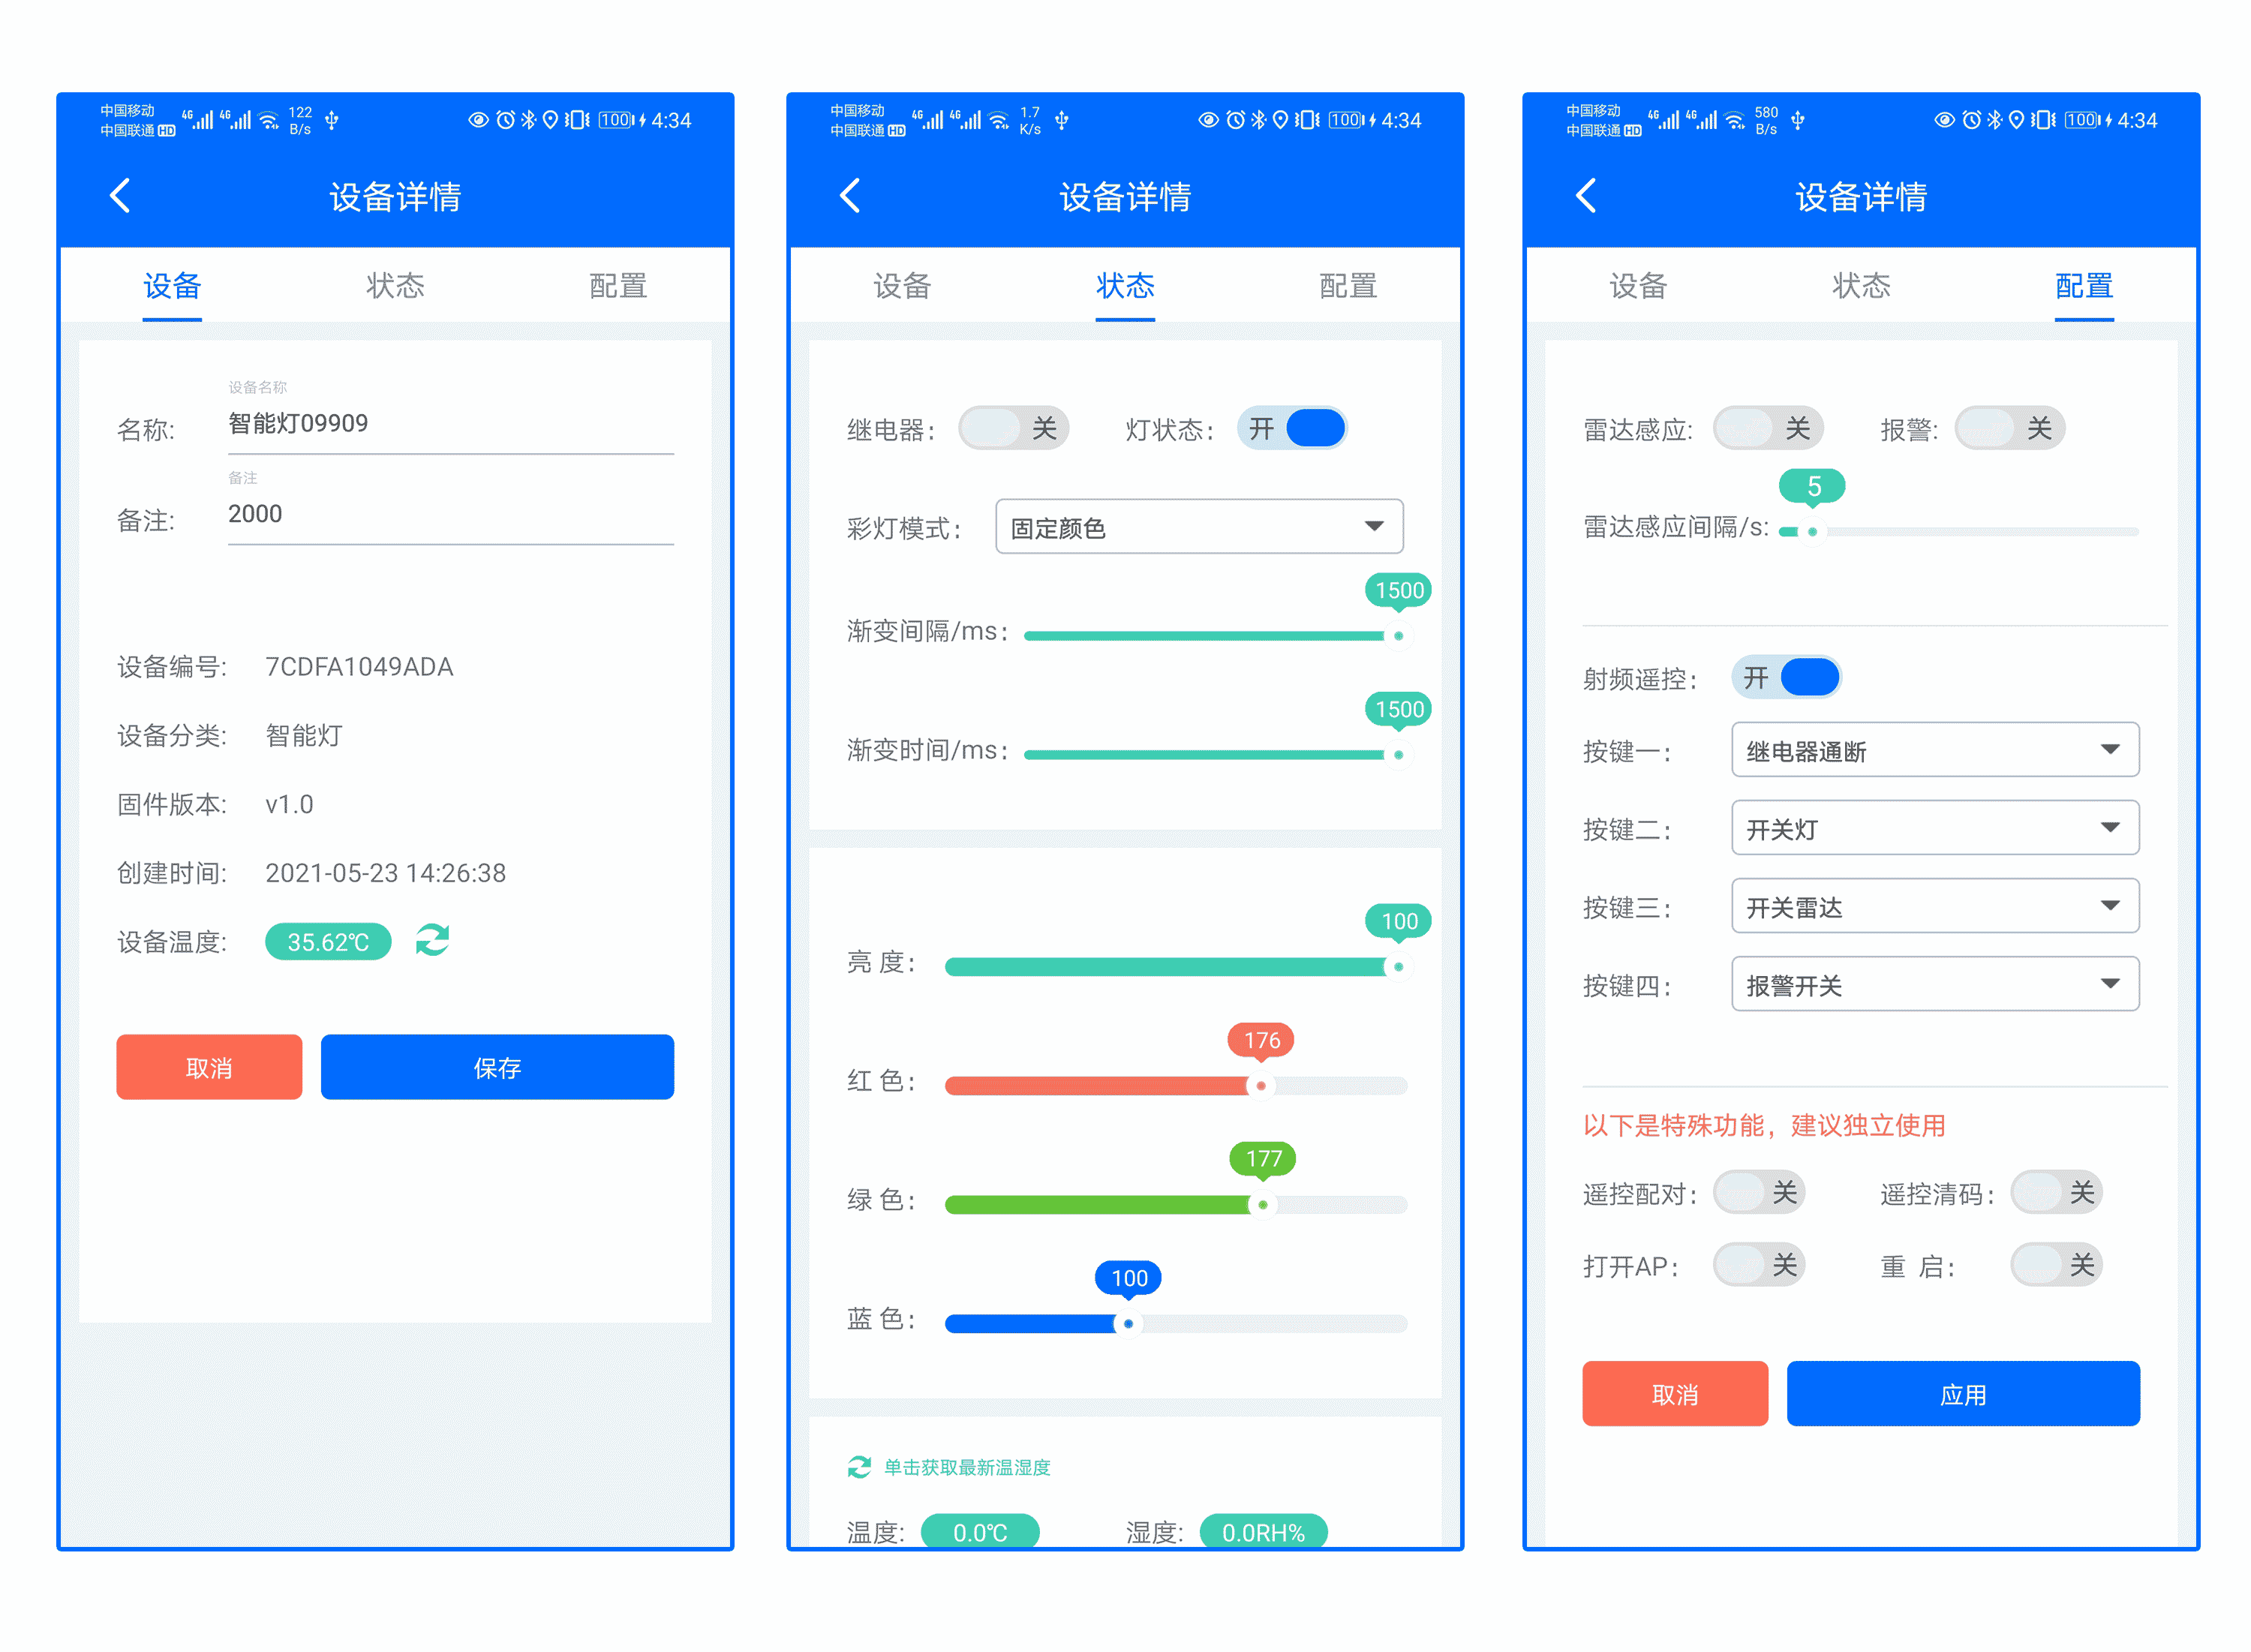 中国移动
中国联通HD 4G 4G 122 B/s 100 4:34
设备详情
设备 状态 配置
设备名称
名称: 智能灯09909
备注
备注: 2000
设备编号: 7CDFA1049ADA
设备分类: 智能灯
固件版本: v1.0
创建时间: 2021-05-23 14:26:38
设备温度: 35.62℃
取消 保存
中国移动
中国联通HD 4G 4G 1.7 K/s 100 4:34
设备详情
设备 状态 配置
继电器: 关 灯状态: 开
彩灯模式: 固定颜色
1500
渐变间隔/ms:
1500
渐变时间/ms:
100
亮 度:
176
红 色:
177
绿 色:
100
蓝 色:
单击获取最新温湿度
温度: 0.0℃ 湿度: 0.0RH%
中国移动
中国联通HD 4G 4G 580 B/s 100 4:34
设备详情
设备 状态 配置
雷达感应: 关 报警: 关
5
雷达感应间隔/s:
射频遥控: 开
按键一: 继电器通断
按键二: 开关灯
按键三: 开关雷达
按键四: 报警开关
以下是特殊功能，建议独立使用
遥控配对: 关 遥控清码: 关
打开AP: 关 重 启: 关
取消 应用